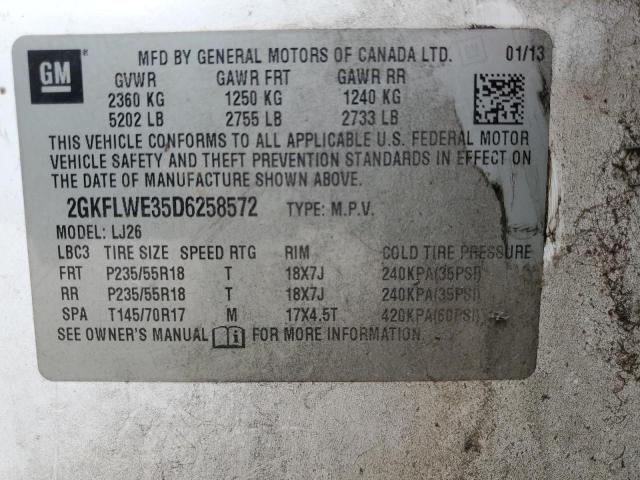 GM MFD BY GENERAL MOTORS OF CANADA LTD. 01/13
GVWR GAWR FRT GAWR RR
2360 KG 1250 KG 1240 KG
5202 LB 2755 LB 2733 LB
THIS VEHICLE CONFORMS TO ALL APPLICABLE U.S. FEDERAL MOTOR
VEHICLE SAFETY AND THEFT PREVENTION STANDARDS IN EFFECT ON
THE DATE OF MANUFACTURE SHOWN ABOVE.
2GKFLWE35D6258572 TYPE: M.P.V.
MODEL: LJ26
LBC3 TIRE SIZE SPEED RTG RIM COLD TIRE PRESSURE
FRT P235/55R18 T 18X7J 240KPA(35PSI)
RR P235/55R18 T 18X7J 240KPA(35PSI)
SPA T145/70R17 M 17X4.5T 420KPA(60PSI)
SEE OWNER'S MANUAL FOR MORE INFORMATION.